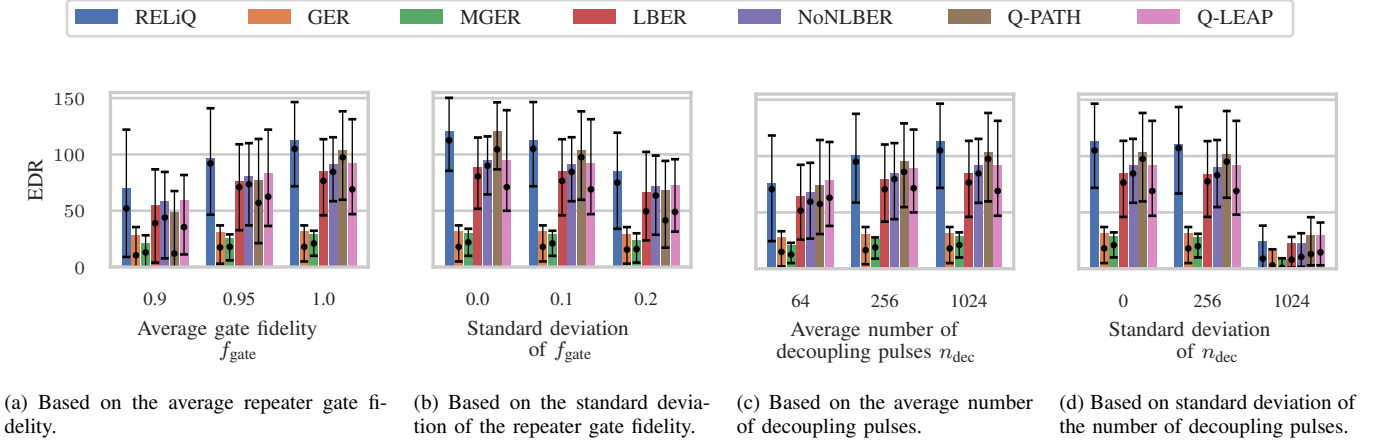 RELiQ GER MGER LBER NoNLBER Q-PATH Q-LEAP
EDR
150
100
50
0
0.9 0.95 1.0
Average gate fidelity
f_gate
0.0 0.1 0.2
Standard deviation
of f_gate
64 256 1024
Average number of
decoupling pulses n_dec
0 256 1024
Standard deviation
of n_dec
(a) Based on the average repeater gate fi-
delity.
(b) Based on the standard devia-
tion of the repeater gate fidelity.
(c) Based on the average number
of decoupling pulses.
(d) Based on standard deviation of
the number of decoupling pulses.